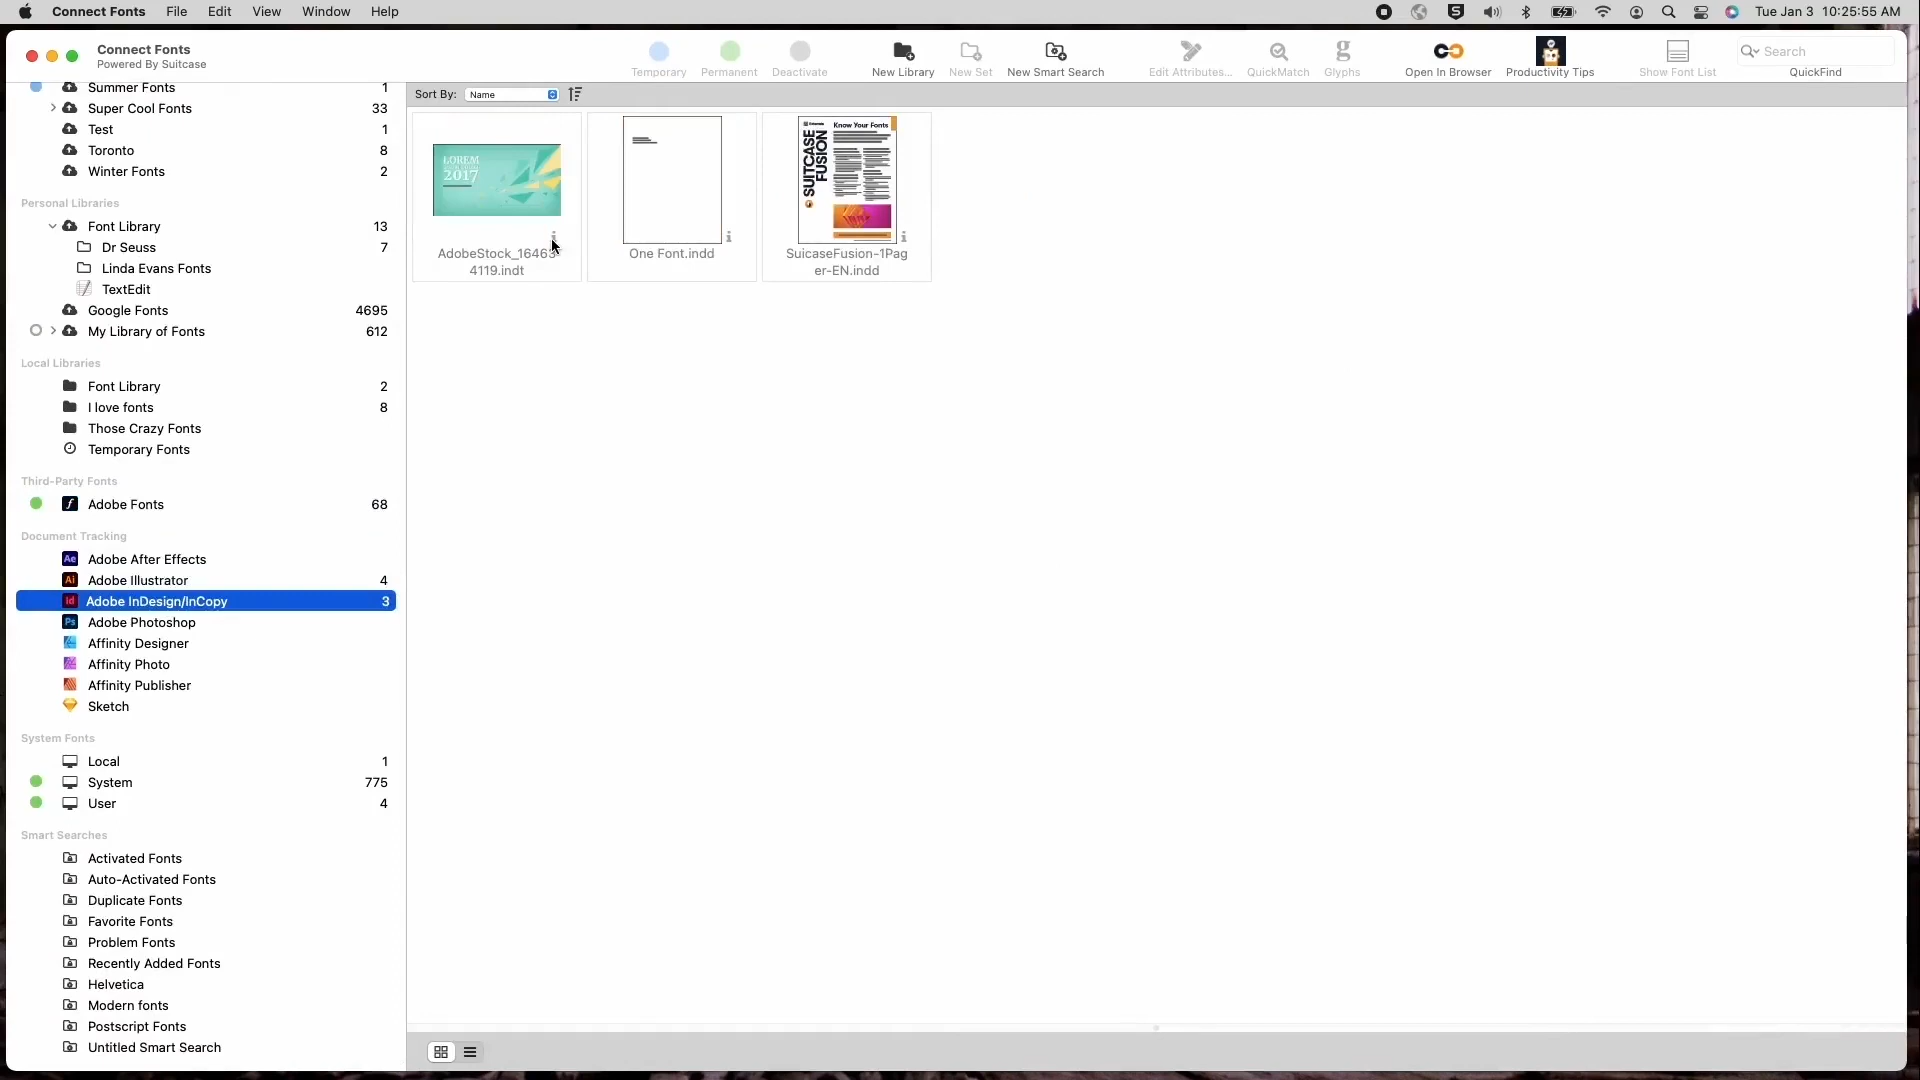 Connect Fonts File Edit View Window Help
Tue Jan 3 10:25:55 AM
Connect Fonts
Powered By Suitcase
Temporary Permanent Deactivate New Library New Set New Smart Search Edit Attributes... QuickMatch Glyphs Open In Browser Productivity Tips Show Font List Search
QuickFind
Sort By: Name
Summer Fonts 1
Super Cool Fonts 33
Test 1
Toronto 8
Winter Fonts 2
Personal Libraries
Font Library 13
Dr Seuss 7
Linda Evans Fonts
TextEdit
Google Fonts 4695
My Library of Fonts 612
Local Libraries
Font Library 2
I love fonts 8
Those Crazy Fonts
Temporary Fonts
Third-Party Fonts
Adobe Fonts 68
Document Tracking
Ae Adobe After Effects
Ai Adobe Illustrator 4
Id Adobe InDesign/InCopy 3
Ps Adobe Photoshop
Affinity Designer
Affinity Photo
Affinity Publisher
Sketch
System Fonts
Local 1
System 775
User 4
Smart Searches
Activated Fonts
Auto-Activated Fonts
Duplicate Fonts
Favorite Fonts
Problem Fonts
Recently Added Fonts
Helvetica
Modern fonts
Postscript Fonts
Untitled Smart Search
LOREM
2017
AdobeStock_16463
4119.indt
One Font.indd
Know Your Fonts
SUITCASE
FUSION
SuicaseFusion-1Pag
er-EN.indd